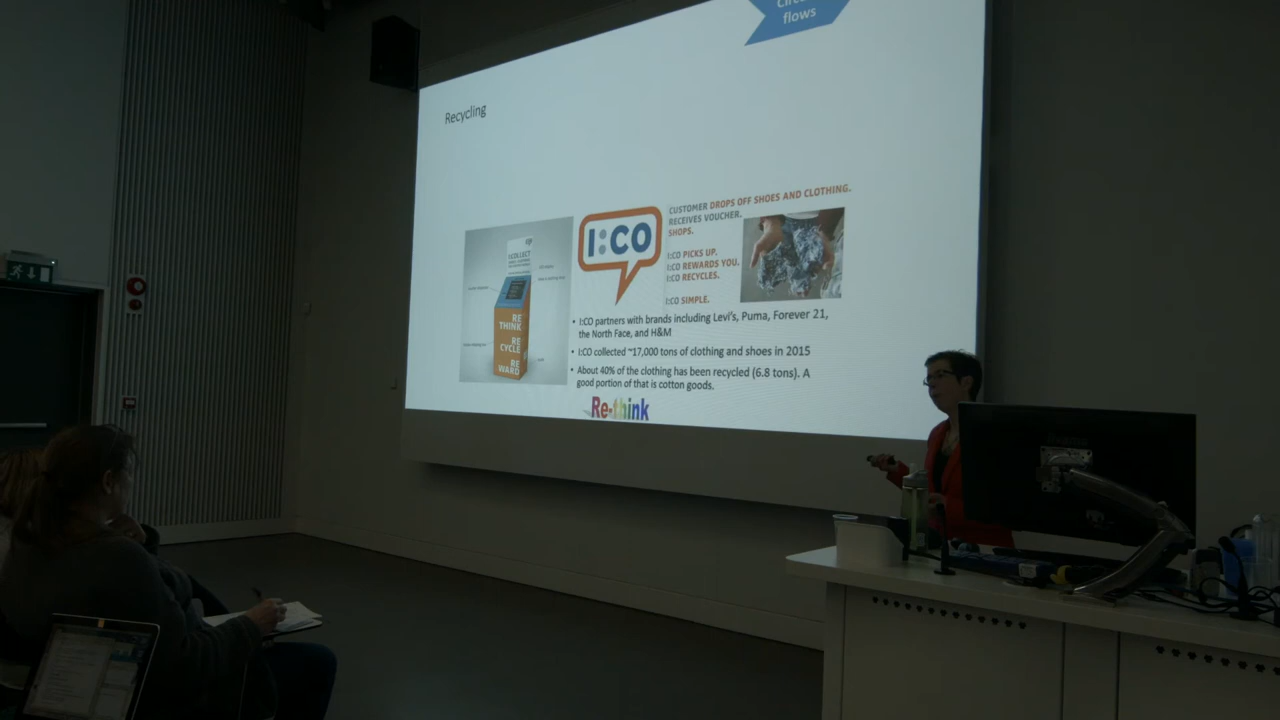 flows
Recycling
I:COLLECT
RE
THINK
RE
CYCLE
RE
WARD
I:CO
CUSTOMER DROPS OFF SHOES AND CLOTHING.
RECEIVES VOUCHER.
SHOPS.
I:CO PICKS UP.
I:CO REWARDS YOU.
I:CO RECYCLES.
I:CO SIMPLE.
• I:CO partners with brands including Levi's, Puma, Forever 21,
the North Face, and H&M
• I:CO collected ~17,000 tons of clothing and shoes in 2015
• About 40% of the clothing has been recycled (6.8 tons). A
good portion of that is cotton goods.
Re-think